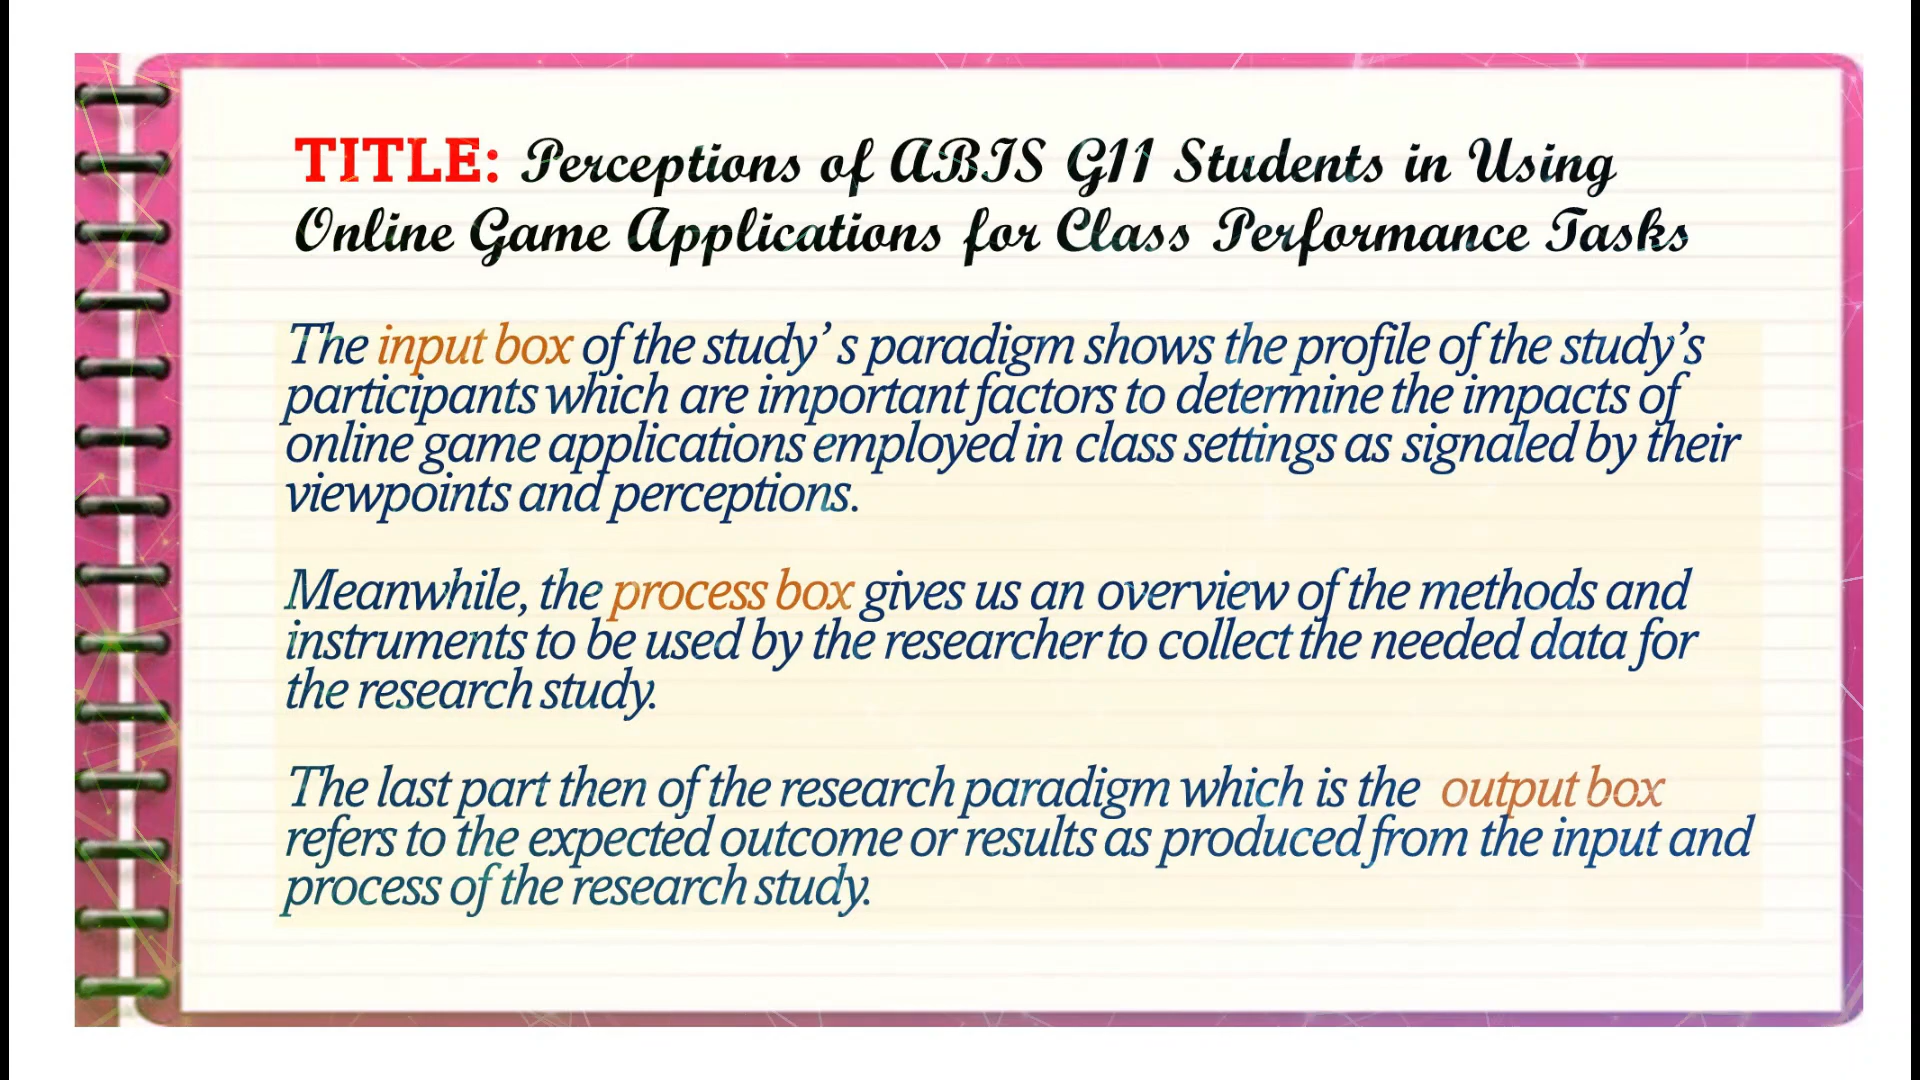 TITLE: Perceptions of ABIS G11 Students in Using
Online Game Applications for Class Performance Tasks
The input box of the study’ s paradigm shows the profile of the study’s
participants which are important factors to determine the impacts of
online game applications employed in class settings as signaled by their
viewpoints and perceptions.
Meanwhile, the process box gives us an overview of the methods and
instruments to be used by the researcher to collect the needed data for
the research study.
The last part then of the research paradigm which is the output box
refers to the expected outcome or results as produced from the input and
process of the research study.